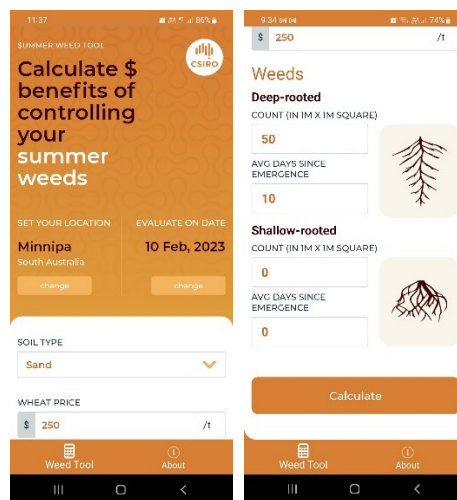 11:37
86%
SUMMER WEED TOOL
CSIRO
Calculate $
benefits of
controlling
your
summer
weeds
SET YOUR LOCATION
EVALUATE ON DATE
Minnipa
10 Feb, 2023
South Australia
change
change
SOIL TYPE
Sand
WHEAT PRICE
$ 250 /t
Weed Tool
About
9:34
74%
$ 250 /t
Weeds
Deep-rooted
COUNT (IN 1M X 1M SQUARE)
50
AVG DAYS SINCE
EMERGENCE
10
Shallow-rooted
COUNT (IN 1M X 1M SQUARE)
0
AVG DAYS SINCE
EMERGENCE
0
Calculate
Weed Tool
About